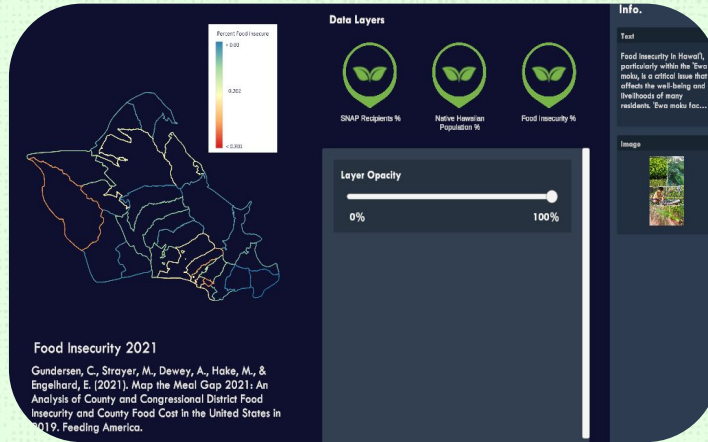 Percent Food Insecure
0.202
Food Insecurity 2021
Gundersen, C., Strayer, M., Dewey, A., Hake, M., &
Engelhard, E. (2021). Map the Meal Gap 2021: An
Analysis of County and Congressional District Food
Insecurity and County Food Cost in the United States in
2019. Feeding America.
Data Layers
SNAP Recipients %
Native Hawaiian
Population %
Food Insecurity %
Layer Opacity
0%
100%
Info.
Text
Food insecurity in Hawai'i,
particularly within the 'Ewa
moku, is a critical issue that
affects the well-being and
livelihoods of many
residents. 'Ewa moku fac...
Image